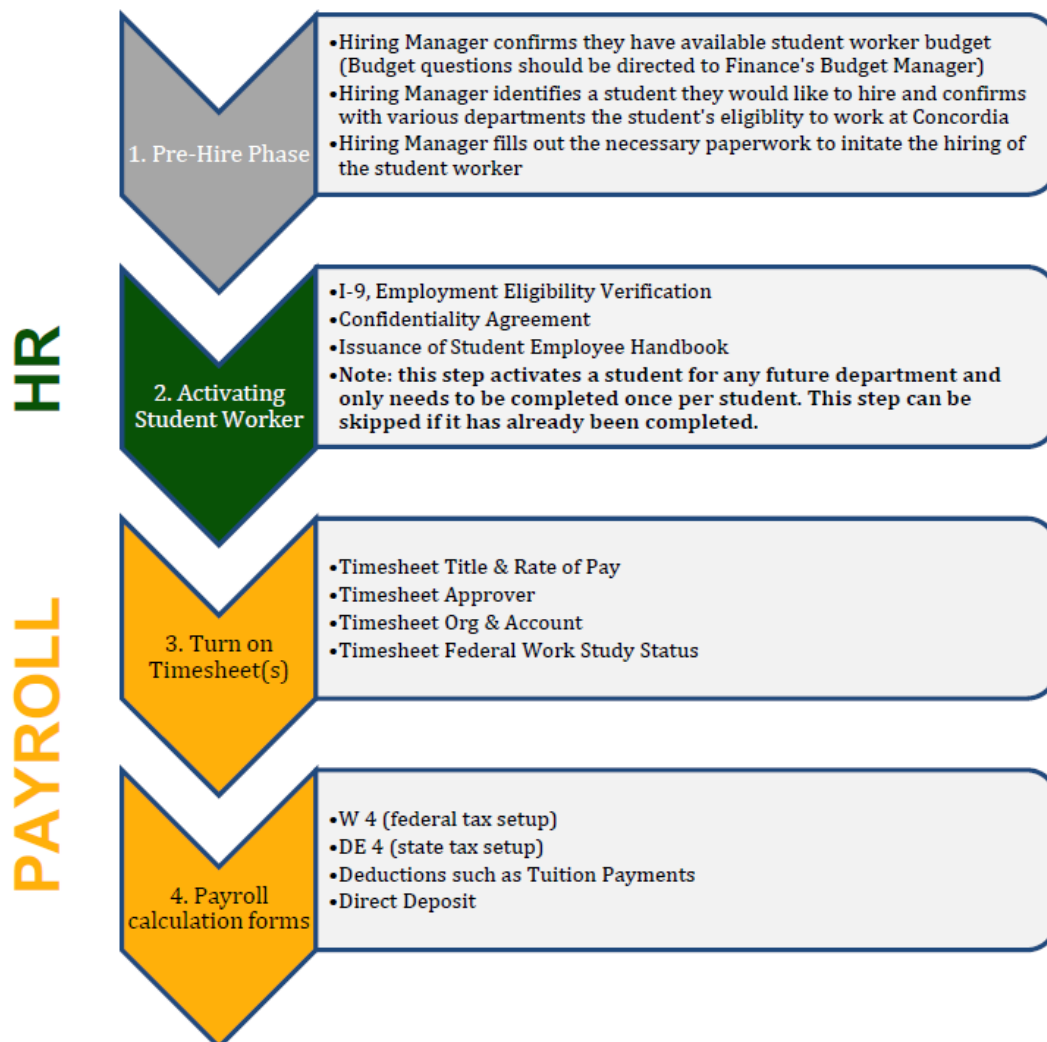 •Hiring Manager confirms they have available student worker budget
(Budget questions should be directed to Finance's Budget Manager)
•Hiring Manager identifies a student they would like to hire and confirms
with various departments the student's eligiblity to work at Concordia
•Hiring Manager fills out the necessary paperwork to initate the hiring of
the student worker
1. Pre-Hire Phase
HR
•I-9, Employment Eligibility Verification
•Confidentiality Agreement
•Issuance of Student Employee Handbook
•Note: this step activates a student for any future department and
only needs to be completed once per student. This step can be
skipped if it has already been completed.
2. Activating
Student Worker
PAYROLL
•Timesheet Title & Rate of Pay
•Timesheet Approver
•Timesheet Org & Account
•Timesheet Federal Work Study Status
3. Turn on
Timesheet(s)
•W 4 (federal tax setup)
•DE 4 (state tax setup)
•Deductions such as Tuition Payments
•Direct Deposit
4. Payroll
calculation forms